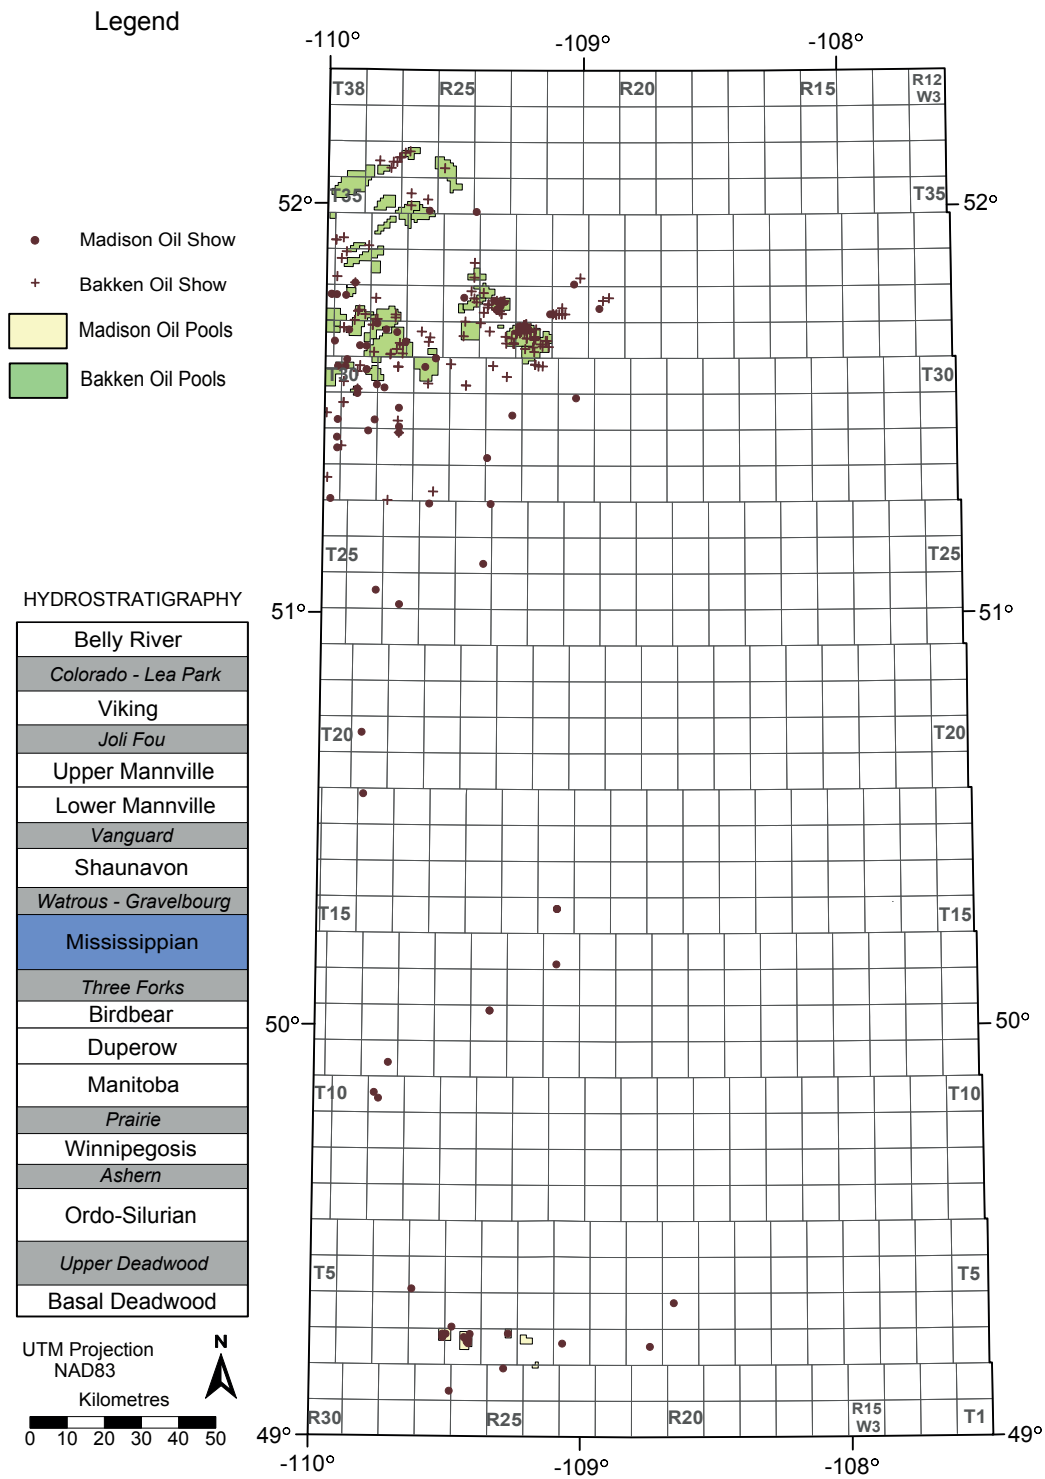 Legend
Madison Oil Show
Bakken Oil Show
Madison Oil Pools
Bakken Oil Pools
HYDROSTRATIGRAPHY
Belly River
Colorado - Lea Park
Viking
Joli Fou
Upper Mannville
Lower Mannville
Vanguard
Shaunavon
Watrous - Gravelbourg
Mississippian
Three Forks
Birdbear
Duperow
Manitoba
Prairie
Winnipegosis
Ashern
Ordo-Silurian
Upper Deadwood
Basal Deadwood
UTM Projection
NAD83
N
Kilometres
0 10 20 30 40 50
-110° -109° -108°
T38 R25 R20 R15 R12
W3
T35 T35
52° 52°
T30 T30
T25 T25
51° 51°
T20 T20
T15 T15
50° 50°
T10 T10
T5 T5
R30 R25 R20 R15 T1
W3
49° 49°
-110° -109° -108°